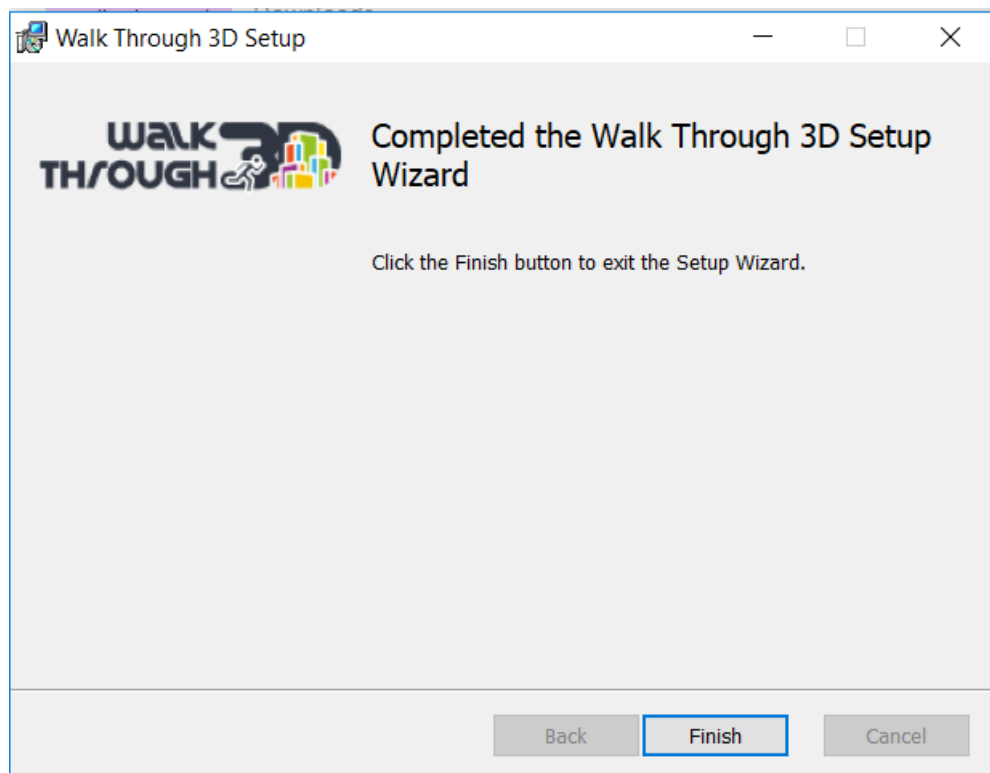 Walk Through 3D Setup
WalK 3D
THrOUGH
Completed the Walk Through 3D Setup
Wizard
Click the Finish button to exit the Setup Wizard.
Back
Finish
Cancel